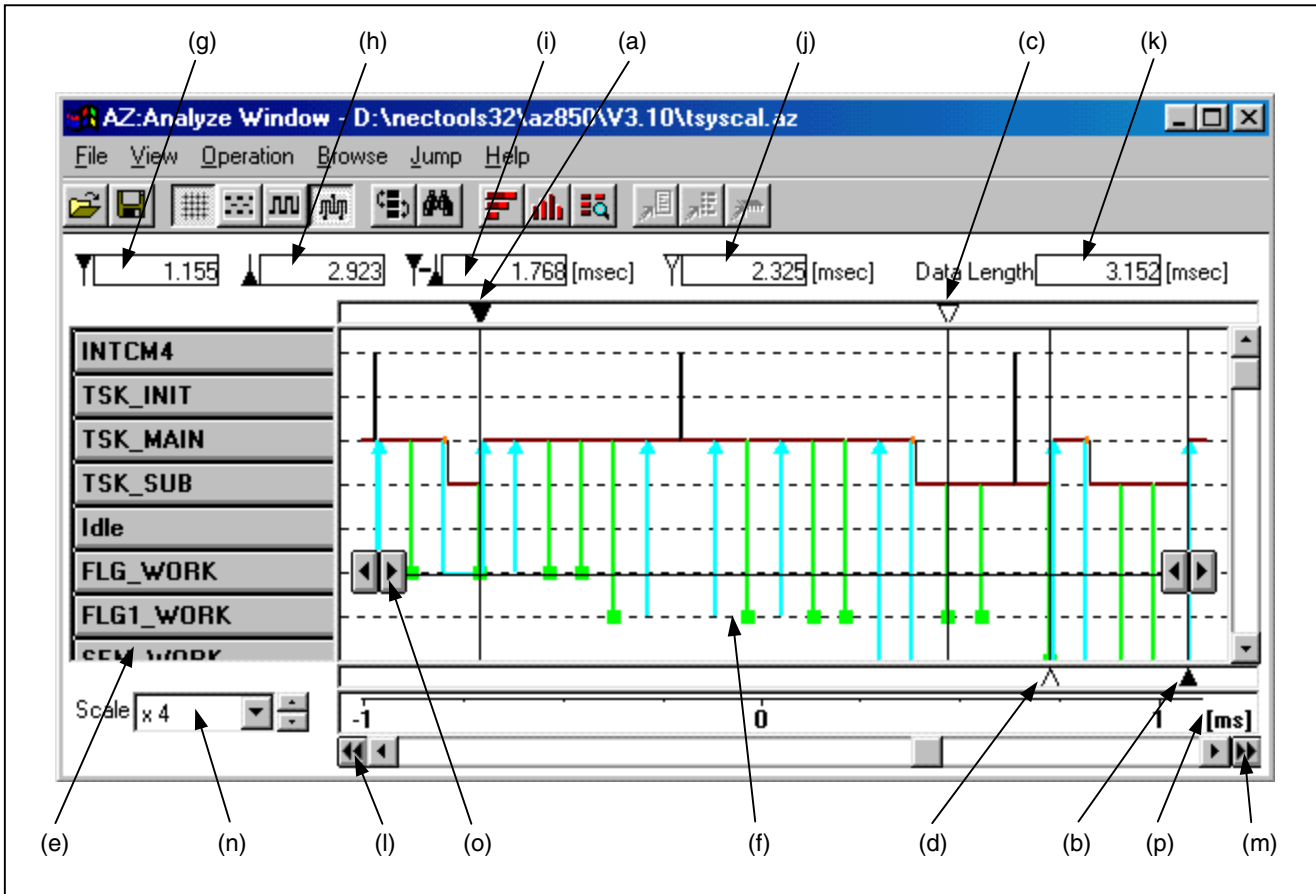 (g) (h) (i) (a) (j) (c) (k)
AZ:Analyze Window - D:\nectools32\az850\V3.10\tsyscal.az
File View Operation Browse Jump Help
1.155 2.923 1.768 [msec] 2.325 [msec] Data Length 3.152 [msec]
INTCM4
TSK_INIT
TSK_MAIN
TSK_SUB
Idle
FLG_WORK
FLG1_WORK
SEM_WORK
Scale x 4
-1 0 1 [ms]
(e) (n) (l) (o) (f) (d) (b) (p) (m)